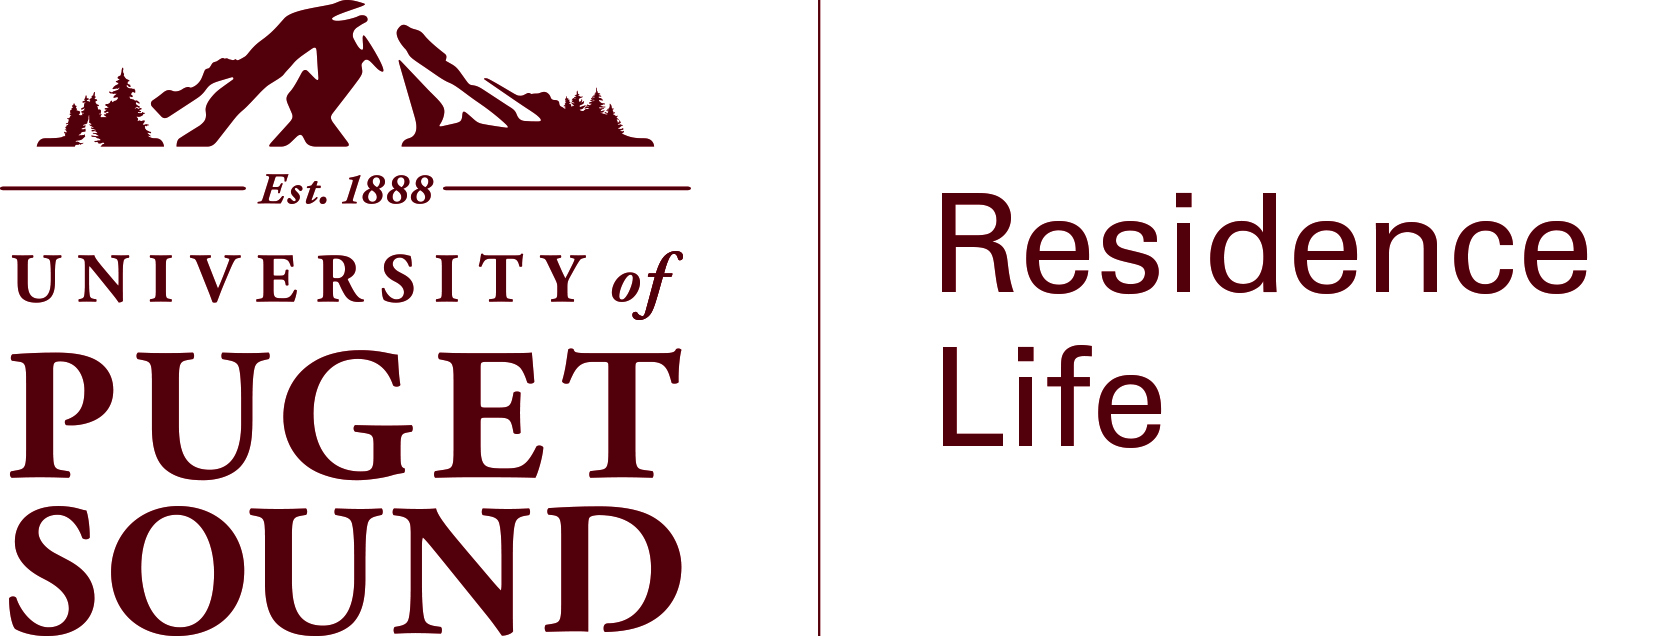 Est. 1888
UNIVERSITY of
PUGET
SOUND
Residence
Life